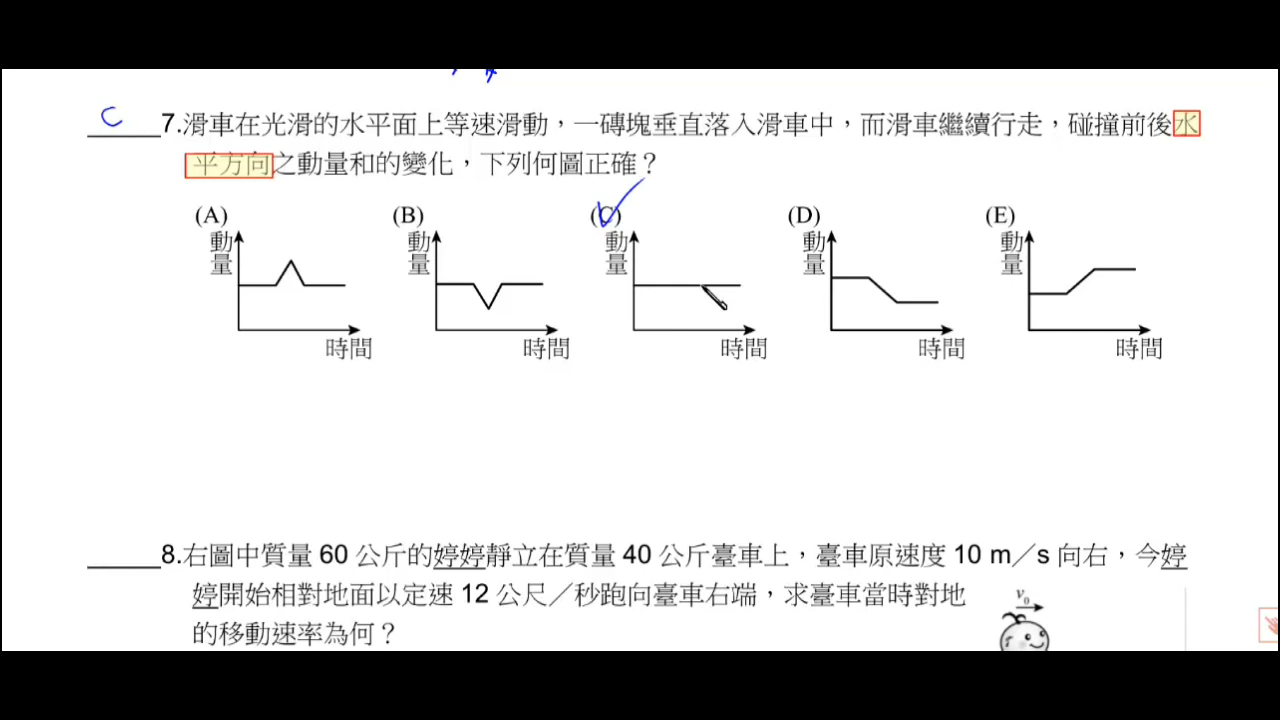 C
7.滑車在光滑的水平面上等速滑動，一磚塊垂直落入滑車中，而滑車繼續行走，碰撞前後水
平方向之動量和的變化，下列何圖正確？
(A) (B) (C) (D) (E)
動量 動量 動量 動量 動量
時間 時間 時間 時間 時間
8.右圖中質量 60 公斤的婷婷靜立在質量 40 公斤臺車上，臺車原速度 10 m／s 向右，今婷
婷開始相對地面以定速 12 公尺／秒跑向臺車右端，求臺車當時對地
v₀
的移動速率為何？